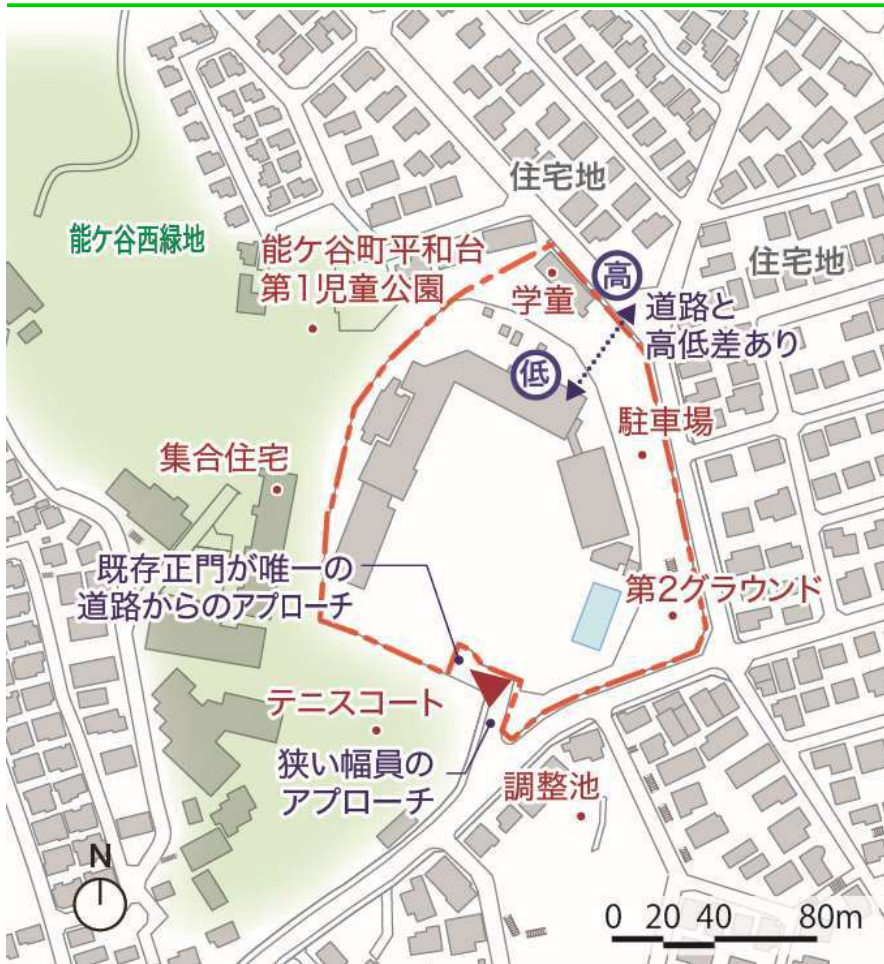 住宅地
能ケ谷西緑地
能ケ谷町平和台
第1児童公園
住宅地
高
学童
道路と
高低差あり
低
駐車場
集合住宅
既存正門が唯一の
道路からのアプローチ
第2グラウンド
テニスコート
狭い幅員の
アプローチ
調整池
N
0 20 40 80m